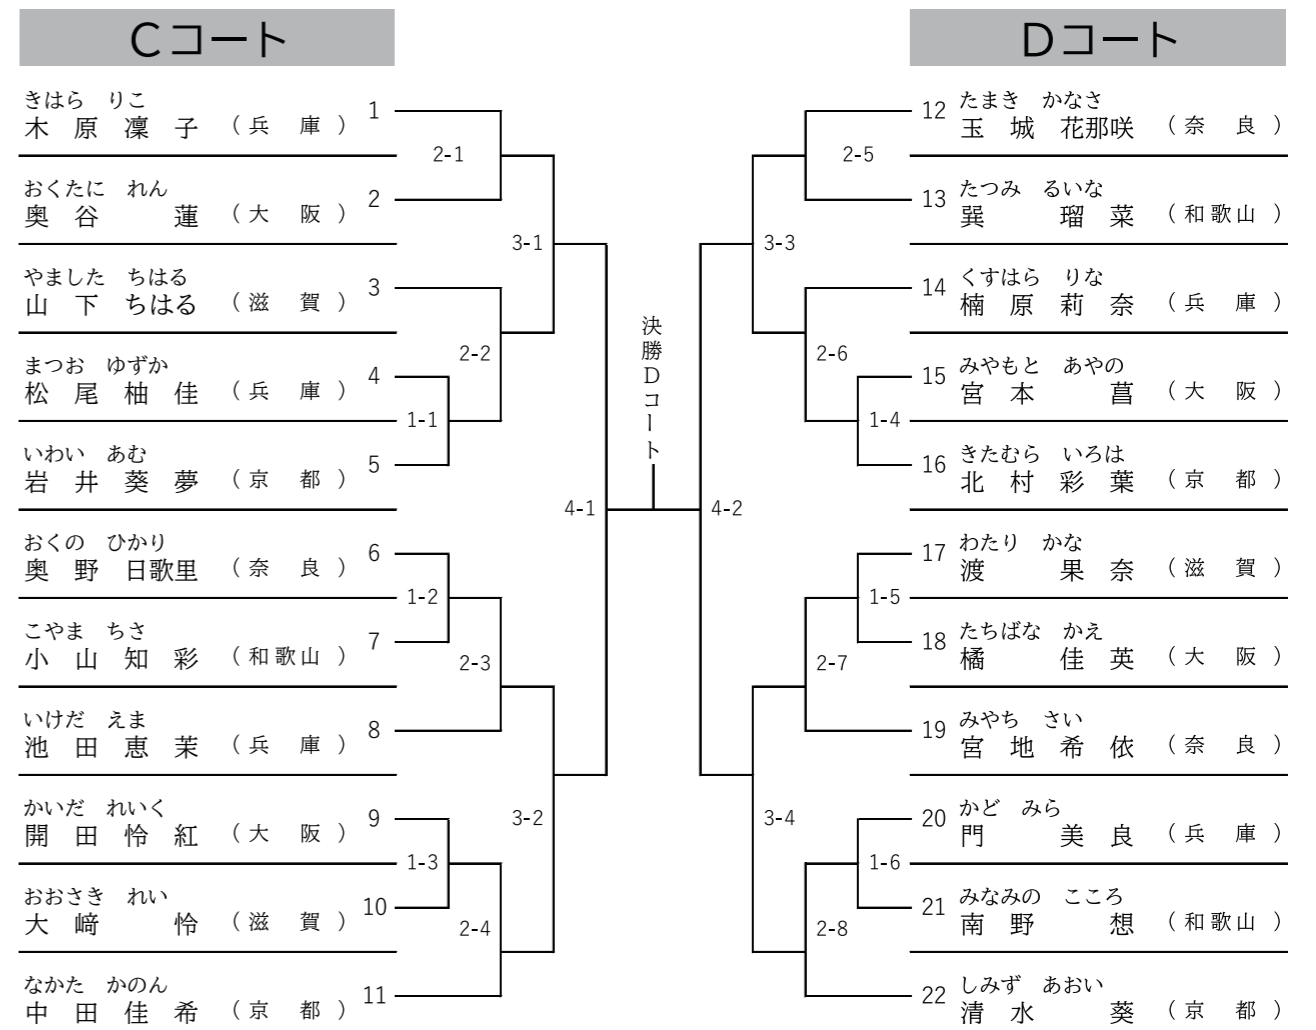 Cコート
きはら りこ
木原凜子 (兵庫) 1
2-1
おくたに れん
奥谷 蓮 (大阪) 2
3-1
やました ちはる
山下ちはる (滋賀) 3
2-2
まつお ゆずか
松尾柚佳 (兵庫) 4
1-1
いわい あむ
岩井葵夢 (京都) 5
4-1
おくの ひかり
奥野日歌里 (奈良) 6
1-2
こやま ちさ
小山知彩 (和歌山) 7
2-3
いけだ えま
池田恵茉 (兵庫) 8
3-2
かいだ れいく
開田怜紅 (大阪) 9
1-3
おおさき れい
大﨑 怜 (滋賀) 10
2-4
なかた かのん
中田佳希 (京都) 11
決勝Dコート
Dコート
たまき かなさ
12 玉城花那咲 (奈良)
2-5
たつみ るいな
13 巽 瑠菜 (和歌山)
3-3
くすはら りな
14 楠原莉奈 (兵庫)
2-6
みやもと あやの
15 宮本 菖 (大阪)
1-4
きたむら いろは
16 北村彩葉 (京都)
4-2
わたり かな
17 渡 果奈 (滋賀)
1-5
たちばな かえ
18 橘 佳英 (大阪)
2-7
みやち さい
19 宮地希依 (奈良)
3-4
かど みら
20 門 美良 (兵庫)
1-6
みなみの こころ
21 南野 想 (和歌山)
2-8
しみず あおい
22 清水 葵 (京都)